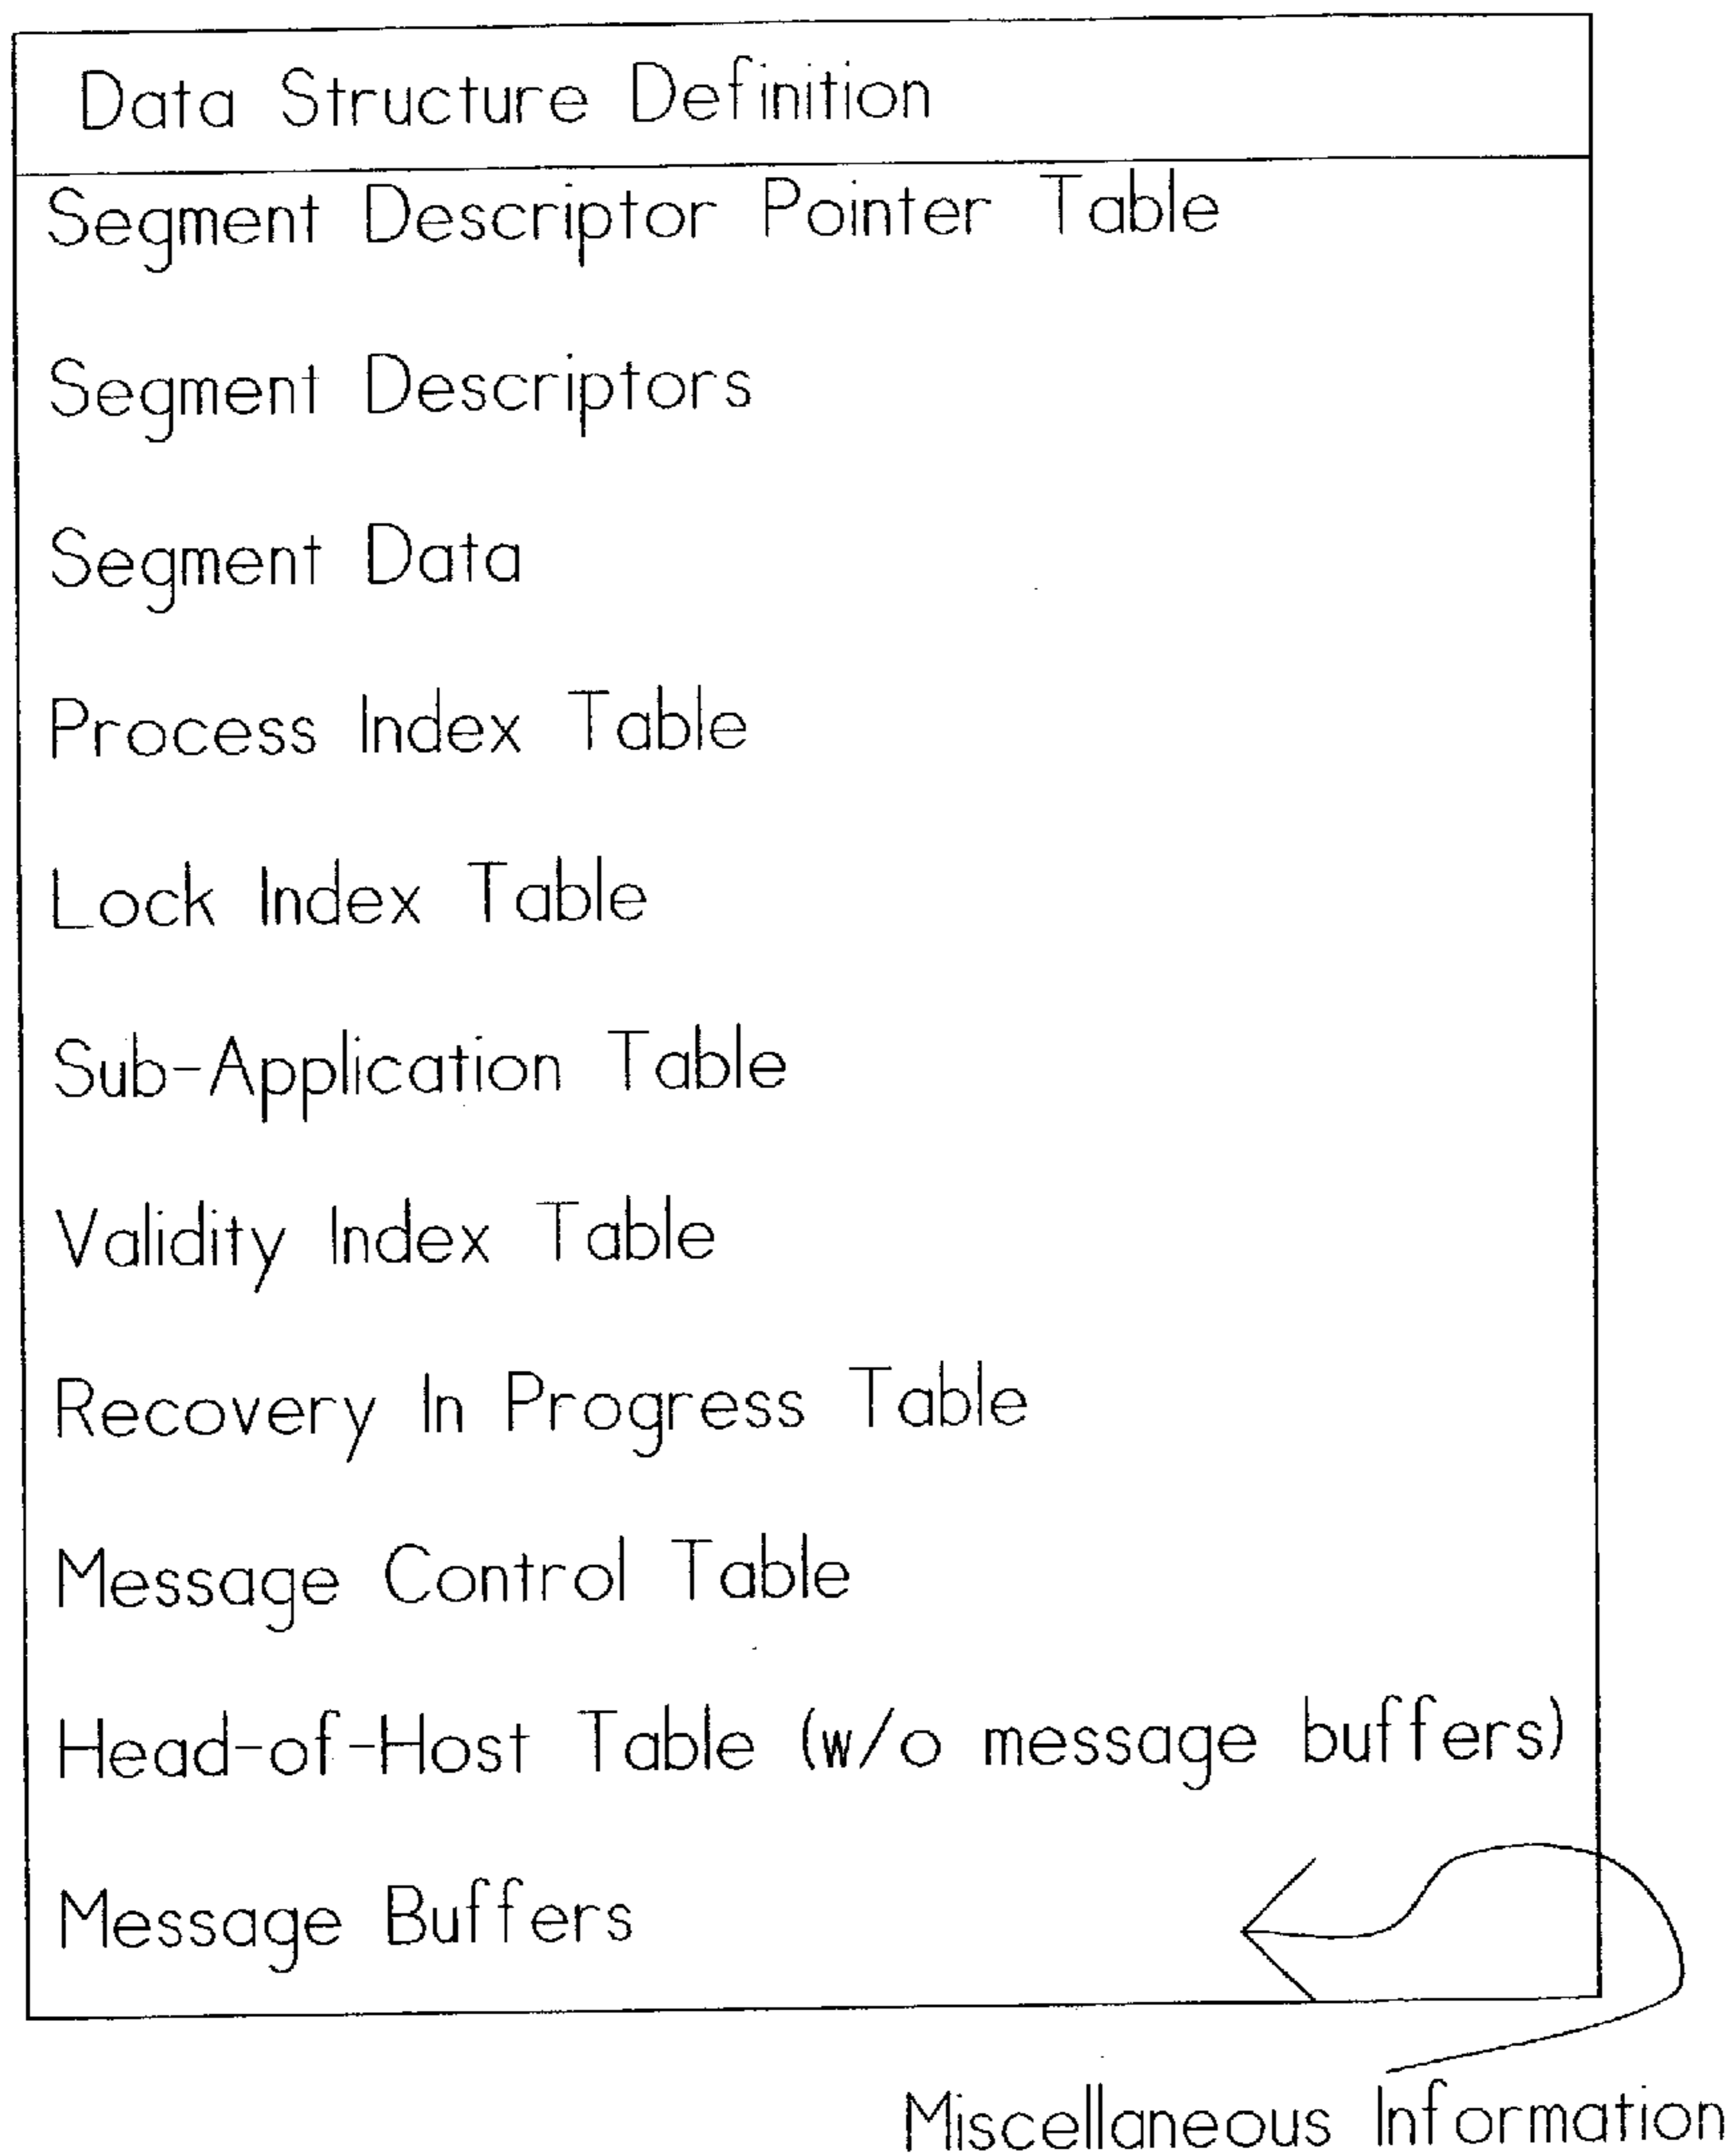 Data Structure Definition
Segment Descriptor Pointer Table
Segment Descriptors
Segment Data
Process Index Table
Lock Index Table
Sub-Application Table
Validity Index Table
Recovery In Progress Table
Message Control Table
Head-of-Host Table (w/o message buffers)
Message Buffers
Miscellaneous Information